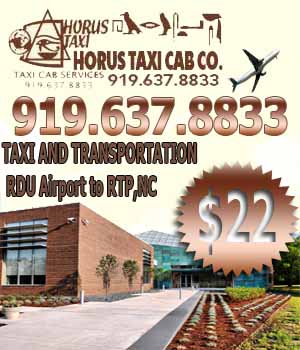 HORUS
TAXI
TAXI CAB SERVICES
919.637.8833
HORUS TAXI CAB CO.
919.637.8833
919.637.8833
TAXI AND TRANSPORTATION
RDU Airport to RTP,NC
$22